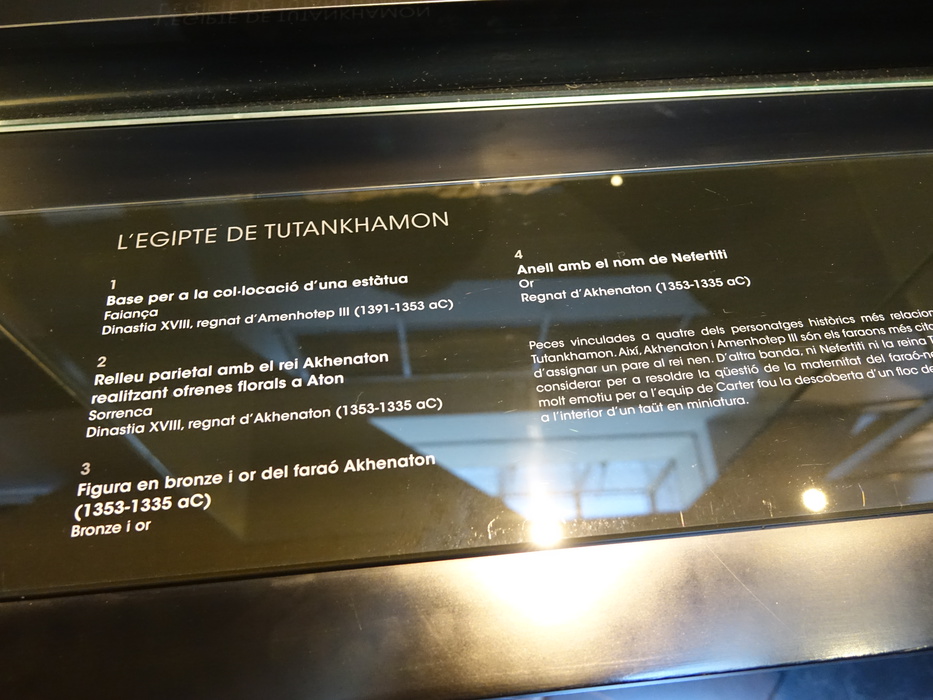 L'EGIPTE DE TUTANKHAMON
1
Base per a la col·locació d'una estàtua
Faiança
Dinastia XVIII, regnat d'Amenhotep III (1391-1353 aC)
2
Relleu parietal amb el rei Akhenaton
realitzant ofrenes florals a Aton
Sorrenca
Dinastia XVIII, regnat d'Akhenaton (1353-1335 aC)
3
Figura en bronze i or del faraó Akhenaton
(1353-1335 aC)
Bronze i or
4
Anell amb el nom de Nefertiti
Or
Regnat d'Akhenaton (1353-1335 aC)
Peces vinculades a quatre dels personatges històrics més
Tutankhamon. Així, Akhenaton i Amenhotep III són els faraons més
d'assignar un pare al rei nen. D'altra banda, ni Nefertiti ni la reina
considerar per a resoldre la qüestió de la maternitat del
molt emotiu per a l'equip de Carter fou la descoberta d'un floc
a l'interior d'un taüt en miniatura.